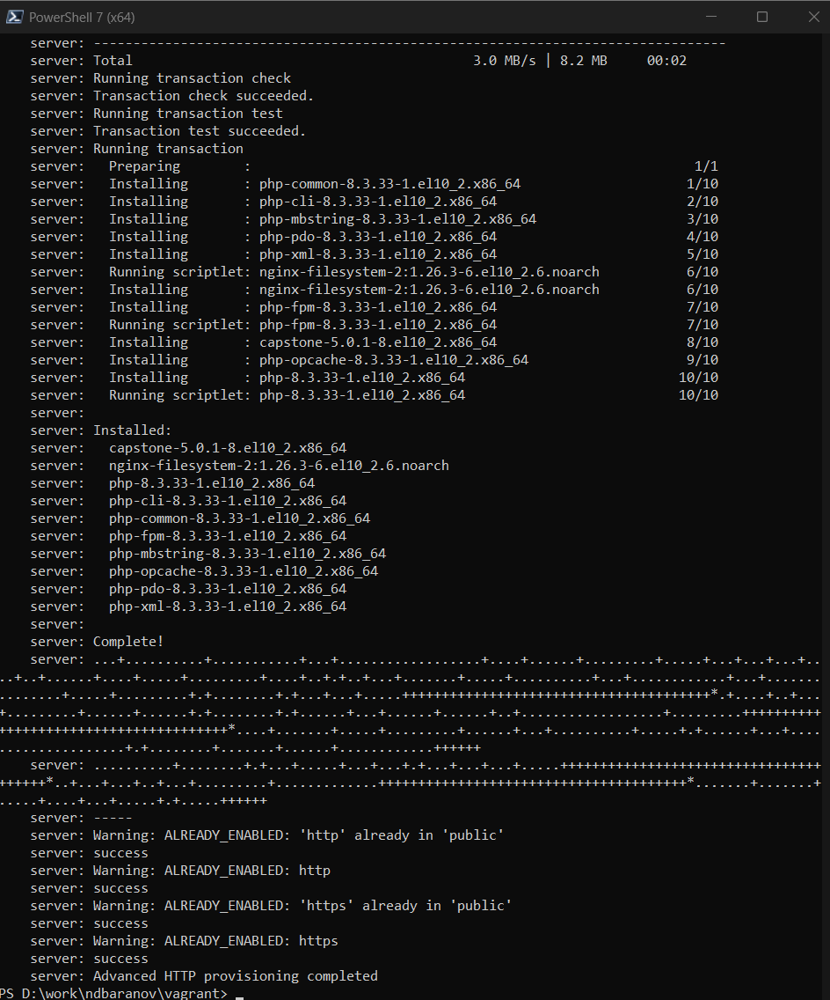 PowerShell 7 (x64)
server: --------------------------------------------------------------------------------
server: Total                                           3.0 MB/s | 8.2 MB     00:02
server: Running transaction check
server: Transaction check succeeded.
server: Running transaction test
server: Transaction test succeeded.
server: Running transaction
server:   Preparing        :                                                        1/1
server:   Installing       : php-common-8.3.33-1.el10_2.x86_64                     1/10
server:   Installing       : php-cli-8.3.33-1.el10_2.x86_64                        2/10
server:   Installing       : php-mbstring-8.3.33-1.el10_2.x86_64                   3/10
server:   Installing       : php-pdo-8.3.33-1.el10_2.x86_64                        4/10
server:   Installing       : php-xml-8.3.33-1.el10_2.x86_64                        5/10
server:   Running scriptlet: nginx-filesystem-2:1.26.3-6.el10_2.6.noarch           6/10
server:   Installing       : nginx-filesystem-2:1.26.3-6.el10_2.6.noarch           6/10
server:   Installing       : php-fpm-8.3.33-1.el10_2.x86_64                        7/10
server:   Running scriptlet: php-fpm-8.3.33-1.el10_2.x86_64                        7/10
server:   Installing       : capstone-5.0.1-8.el10_2.x86_64                        8/10
server:   Installing       : php-opcache-8.3.33-1.el10_2.x86_64                    9/10
server:   Installing       : php-8.3.33-1.el10_2.x86_64                           10/10
server:   Running scriptlet: php-8.3.33-1.el10_2.x86_64                           10/10
server:
server: Installed:
server:   capstone-5.0.1-8.el10_2.x86_64
server:   nginx-filesystem-2:1.26.3-6.el10_2.6.noarch
server:   php-8.3.33-1.el10_2.x86_64
server:   php-cli-8.3.33-1.el10_2.x86_64
server:   php-common-8.3.33-1.el10_2.x86_64
server:   php-fpm-8.3.33-1.el10_2.x86_64
server:   php-mbstring-8.3.33-1.el10_2.x86_64
server:   php-opcache-8.3.33-1.el10_2.x86_64
server:   php-pdo-8.3.33-1.el10_2.x86_64
server:   php-xml-8.3.33-1.el10_2.x86_64
server:
server: Complete!
server: ...+..........+...........+...+..................+....+......+.........+.....+...+...+...+..
..+..+......+....+.....+.........+....+..+.+..+...+.......+.....+..........+...+............+...+.......
........+.....+.........+.+........+.+...+...+.....+++++++++++++++++++++++++++++++++++++++*.+....+..+...
+.........+......+......+.+........+.+......+...+......+......+..+..................+.........++++++++++
+++++++++++++++++++++++++++++*....+.......+.....+.........+......+...+..........+.....+.+......+...+....
................+.+........+.......+......+............++++++
server: ..........+........+.+...+.....+...+...+.+...+...+...+.....+++++++++++++++++++++++++++++++++
++++++*..+...+...+..+...+.........+............+++++++++++++++++++++++++++++++++++++++*.......+.......+
.....+....+...+.....+.+.....++++++
server: -----
server: Warning: ALREADY_ENABLED: 'http' already in 'public'
server: success
server: Warning: ALREADY_ENABLED: http
server: success
server: Warning: ALREADY_ENABLED: 'https' already in 'public'
server: success
server: Warning: ALREADY_ENABLED: https
server: success
server: Advanced HTTP provisioning completed
PS D:\work\ndbaranov\vagrant>